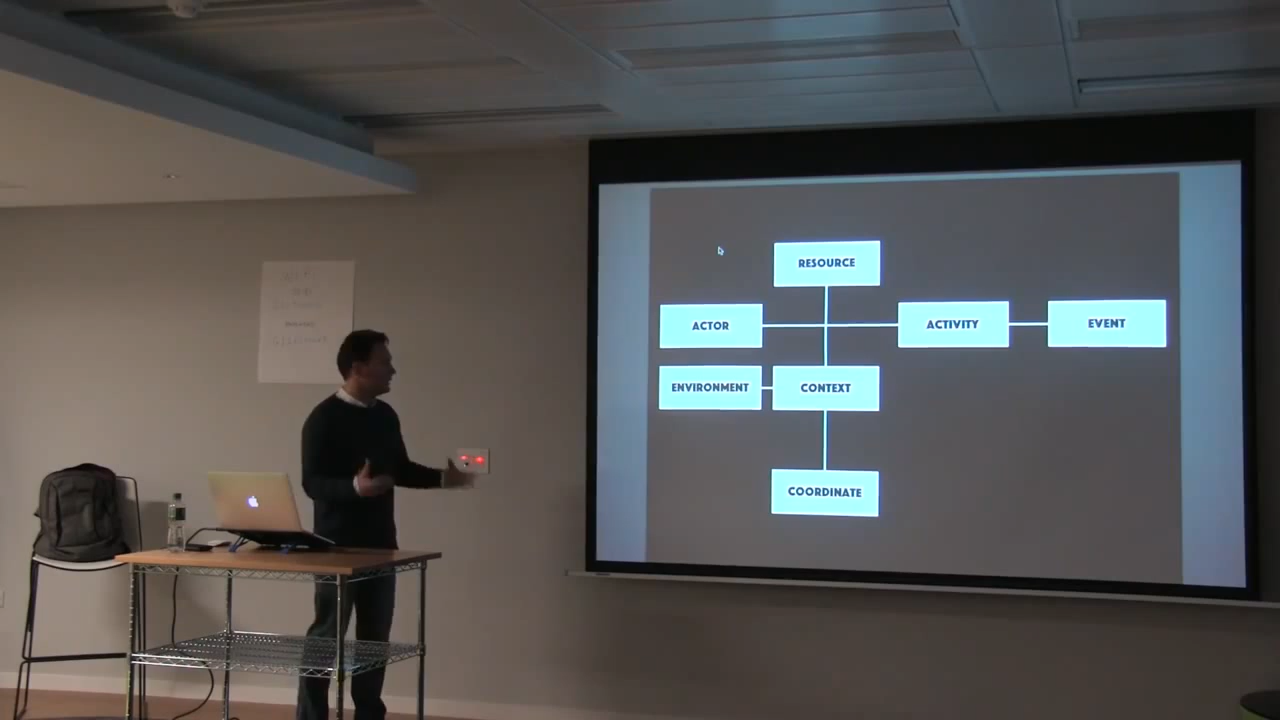 RESOURCE
ACTOR
ACTIVITY
EVENT
ENVIRONMENT
CONTEXT
COORDINATE